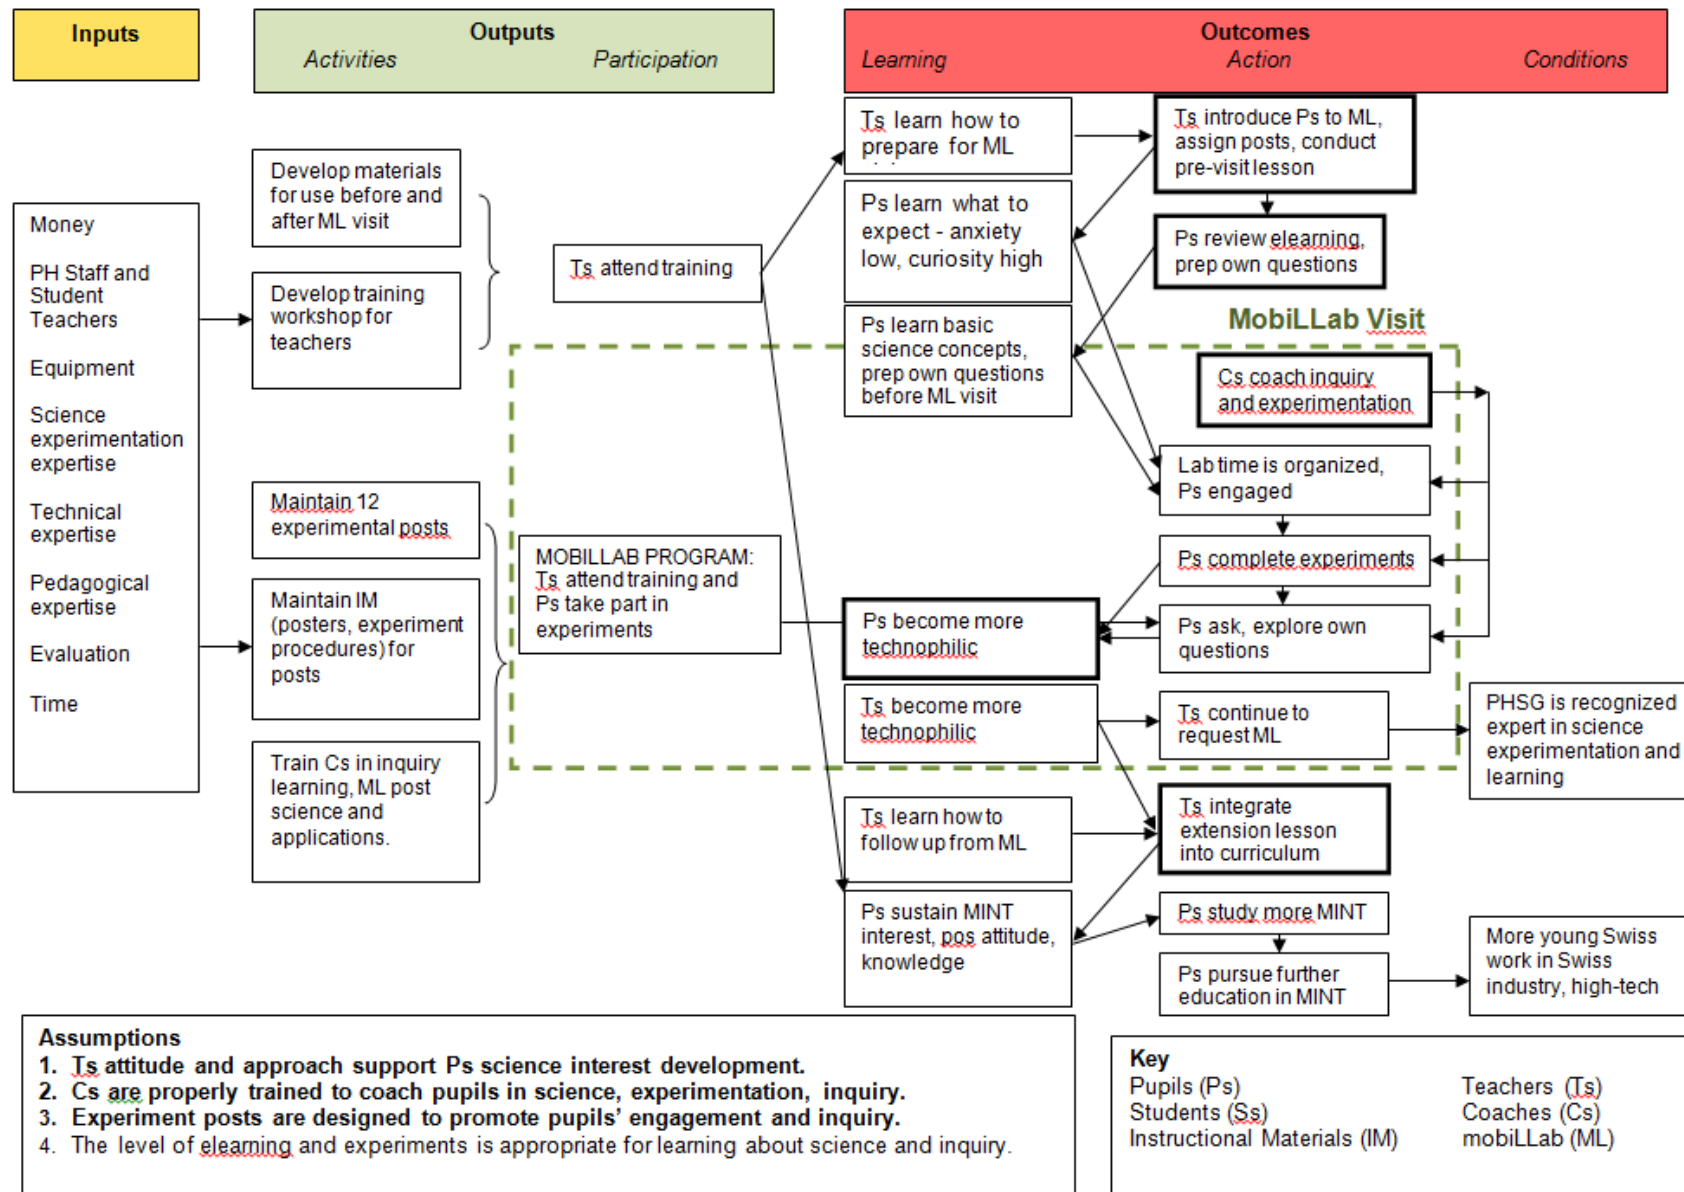 Inputs
Outputs
Activities
Participation
Outcomes
Learning
Action
Conditions
Money
PH Staff and
Student
Teachers
Equipment
Science
experimentation
expertise
Technical
expertise
Pedagogical
expertise
Evaluation
Time
Develop materials
for use before and
after ML visit
Develop training
workshop for
teachers
Maintain 12
experimental posts
Maintain IM
(posters, experiment
procedures) for
posts
Train Cs in inquiry
learning, ML post
science and
applications.
Ts attend training
MOBILLAB PROGRAM:
Ts attend training and
Ps take part in
experiments
Ts learn how to
prepare for ML
Ps learn what to
expect - anxiety
low, curiosity high
Ps learn basic
science concepts,
prep own questions
before ML visit
Ps become more
technophilic
Ts become more
technophilic
Ts learn how to
follow up from ML
Ps sustain MINT
interest, pos attitude,
knowledge
Ts introduce Ps to ML,
assign posts, conduct
pre-visit lesson
Ps review elearning,
prep own questions
MobiLLab Visit
Cs coach inquiry
and experimentation
Lab time is organized,
Ps engaged
Ps complete experiments
Ps ask, explore own
questions
Ts continue to
request ML
Ts integrate
extension lesson
into curriculum
Ps study more MINT
Ps pursue further
education in MINT
PHSG is recognized
expert in science
experimentation and
learning
More young Swiss
work in Swiss
industry, high-tech
Assumptions
1. Ts attitude and approach support Ps science interest development.
2. Cs are properly trained to coach pupils in science, experimentation, inquiry.
3. Experiment posts are designed to promote pupils' engagement and inquiry.
4. The level of elearning and experiments is appropriate for learning about science and inquiry.
Key
Pupils (Ps)
Students (Ss)
Instructional Materials (IM)
Teachers (Ts)
Coaches (Cs)
mobiLLab (ML)